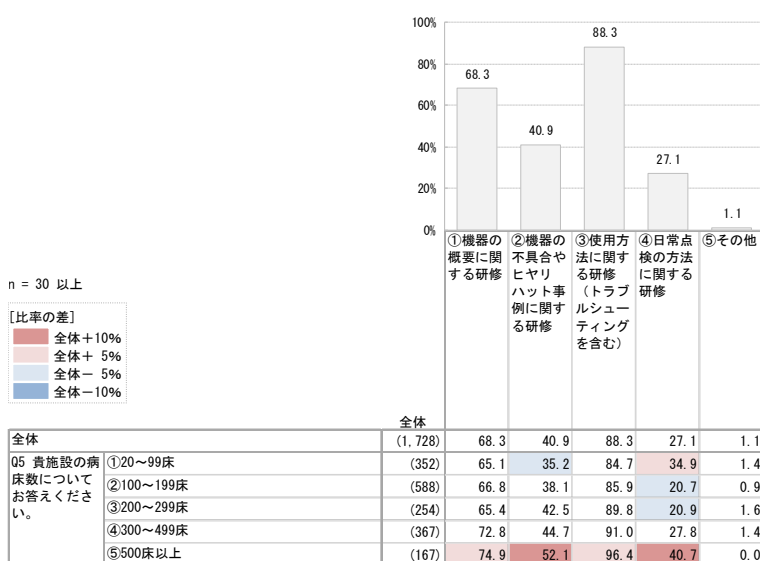 100%
88.3
80%
68.3
60%
40.9
40%
27.1
20%
1.1
0%
①機器の概要に関する研修
②機器の不具合やヒヤリハット事例に関する研修
③使用方法に関する研修（トラブルシューティングを含む）
④日常点検の方法に関する研修
⑤その他
n = 30 以上
[比率の差]
全体＋10%
全体＋ 5%
全体－ 5%
全体－10%
全体
全体 (1,728) 68.3 40.9 88.3 27.1 1.1
Q5 貴施設の病床数についてお答えください。
①20～99床 (352) 65.1 35.2 84.7 34.9 1.4
②100～199床 (588) 66.8 38.1 85.9 20.7 0.9
③200～299床 (254) 65.4 42.5 89.8 20.9 1.6
④300～499床 (367) 72.8 44.7 91.0 27.8 1.4
⑤500床以上 (167) 74.9 52.1 96.4 40.7 0.0